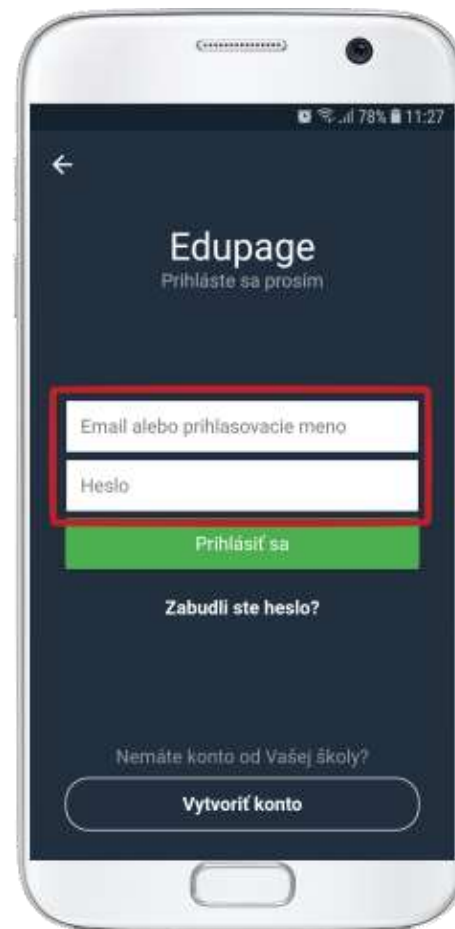 78% 11:27
Edupage
Prihláste sa prosím
Email alebo prihlasovacie meno
Heslo
Prihlásiť sa
Zabudli ste heslo?
Nemáte konto od Vašej školy?
Vytvoriť konto